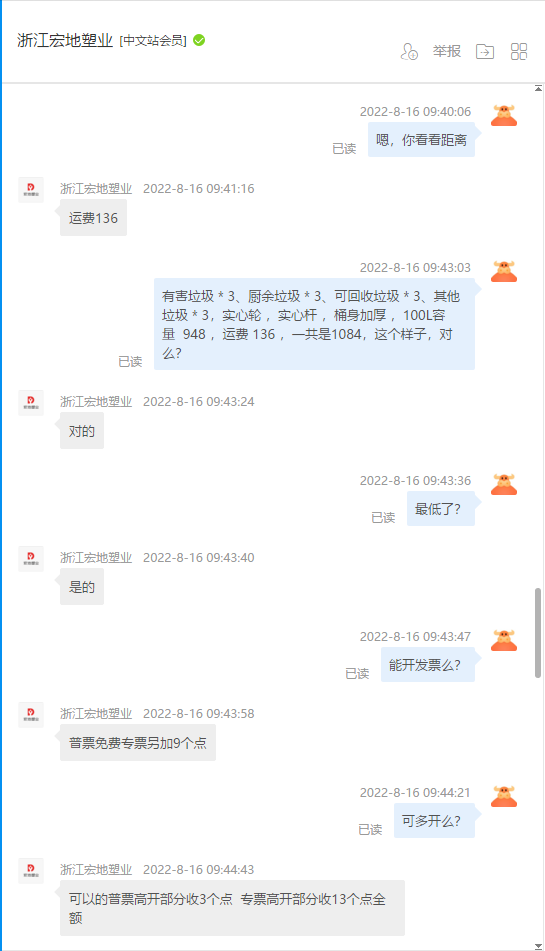 浙江宏地塑业 [中文站会员]
举报
2022-8-16 09:40:06
嗯，你看看距离
已读
浙江宏地塑业 2022-8-16 09:41:16
运费136
2022-8-16 09:43:03
有害垃圾 * 3、厨余垃圾 * 3、可回收垃圾 * 3、其他
垃圾 * 3，实心轮 ，实心杆 ，桶身加厚 ，100L容
量 948 ，运费 136 ，一共是1084，这个样子，对
么？
已读
浙江宏地塑业 2022-8-16 09:43:24
对的
2022-8-16 09:43:36
最低了？
已读
浙江宏地塑业 2022-8-16 09:43:40
是的
2022-8-16 09:43:47
能开发票么？
已读
浙江宏地塑业 2022-8-16 09:43:58
普票免费专票另加9个点
2022-8-16 09:44:21
可多开么？
已读
浙江宏地塑业 2022-8-16 09:44:43
可以的普票高开部分收3个点 专票高开部分收13个点全
额